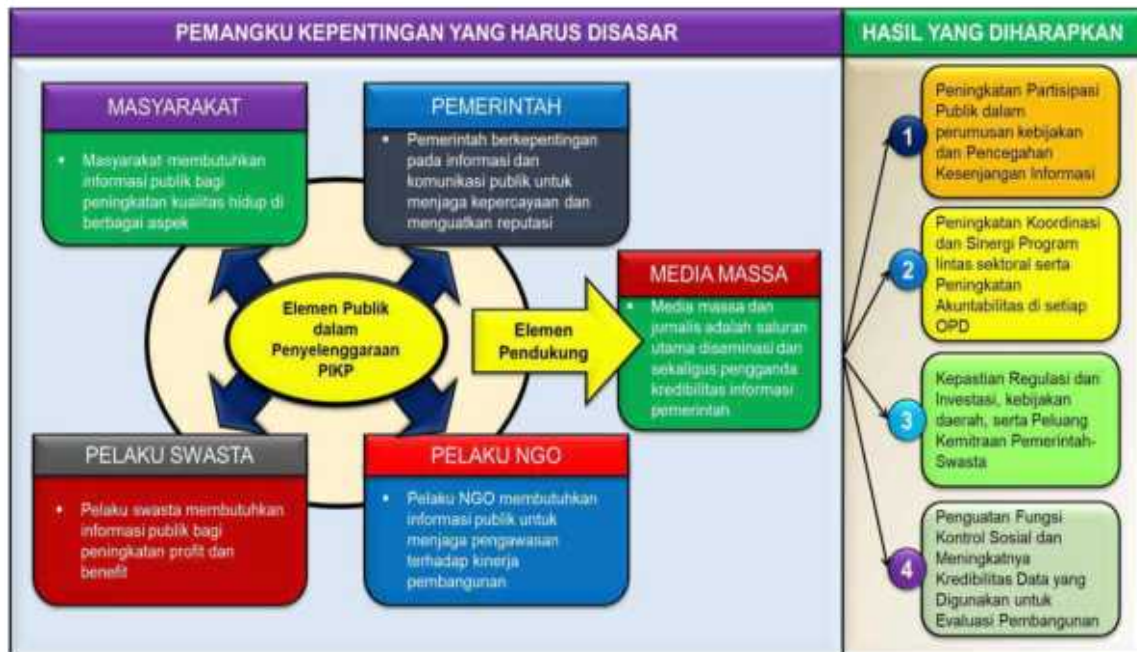 PEMANGKU KEPENTINGAN YANG HARUS DISASAR
HASIL YANG DIHARAPKAN
MASYARAKAT
• Masyarakat membutuhkan
informasi publik bagi
peningkatan kualitas hidup di
berbagai aspek
PEMERINTAH
• Pemerintah berkepentingan
pada informasi dan
komunikasi publik untuk
menjaga kepercayaan dan
menguatkan reputasi
Elemen Publik
dalam
Penyelenggaraan
PIKP
Elemen
Pendukung
MEDIA MASSA
• Media massa dan
jurnalis adalah saluran
utama diseminasi dan
sekaligus pengganda
kredibilitas informasi
pemerintah
PELAKU SWASTA
• Pelaku swasta membutuhkan
informasi publik bagi
peningkatan profit dan
benefit
PELAKU NGO
• Pelaku NGO membutuhkan
informasi publik untuk
menjaga pengawasan
terhadap kinerja
pembangunan
1
Peningkatan Partisipasi
Publik dalam
perumusan kebijakan
dan Pencegahan
Kesenjangan Informasi
2
Peningkatan Koordinasi
dan Sinergi Program
lintas sektoral serta
Peningkatan
Akuntabilitas di setiap
OPD
3
Kepastian Regulasi dan
Investasi, kebijakan
daerah, serta Peluang
Kemitraan Pemerintah-
Swasta
4
Penguatan Fungsi
Kontrol Sosial dan
Meningkatnya
Kredibilitas Data yang
Digunakan untuk
Evaluasi Pembangunan